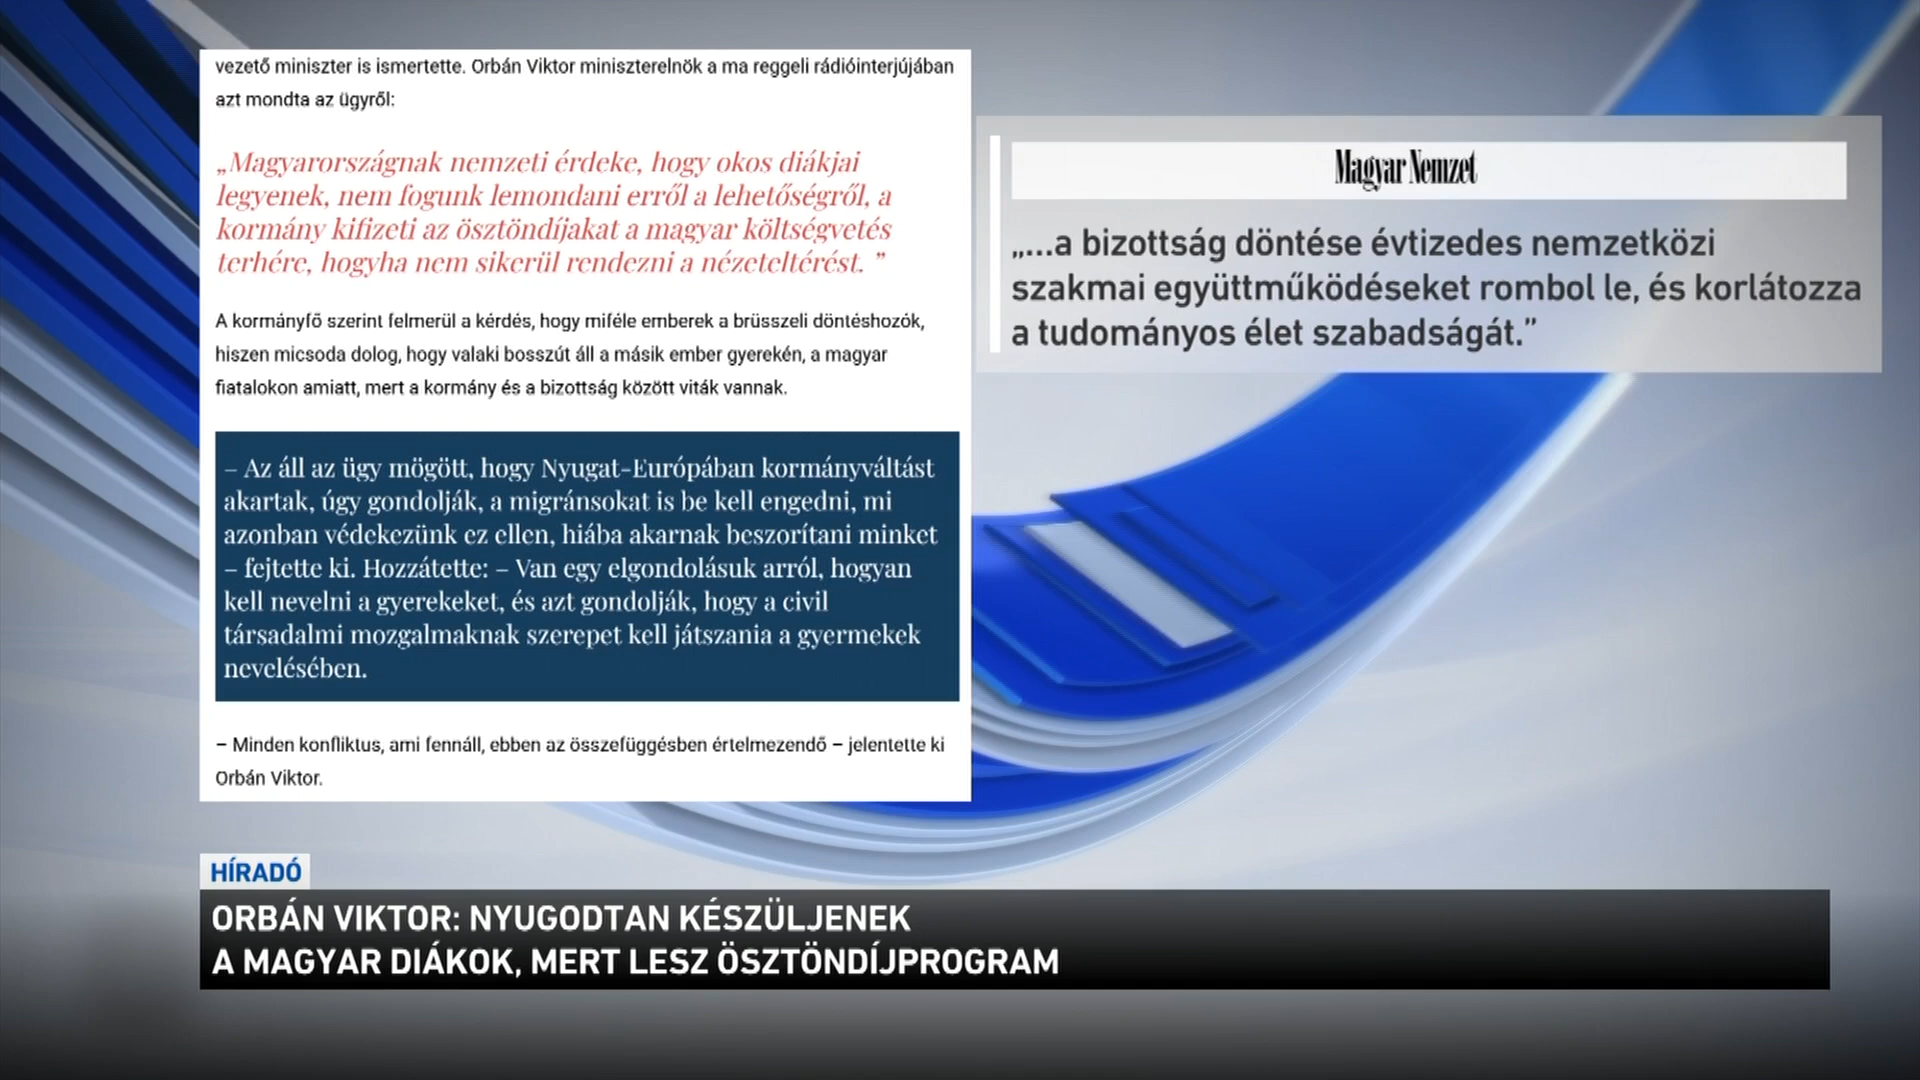 vezető miniszter is ismertette. Orbán Viktor miniszterelnök a ma reggeli rádióinterjújában
azt mondta az ügyről:
„Magyarországnak nemzeti érdeke, hogy okos diákjai
legyenek, nem fogunk lemondani erről a lehetőségről, a
kormány kifizeti az ösztöndíjakat a magyar költségvetés
terhére, hogyha nem sikerül rendezni a nézeteltérést. ”
A kormányfő szerint felmerül a kérdés, hogy miféle emberek a brüsszeli döntéshozók,
hiszen micsoda dolog, hogy valaki bosszút áll a másik ember gyerekén, a magyar
fiatalokon amiatt, mert a kormány és a bizottság között viták vannak.
– Az áll az ügy mögött, hogy Nyugat-Európában kormányváltást
akartak, úgy gondolják, a migránsokat is be kell engedni, mi
azonban védekezünk ez ellen, hiába akarnak beszorítani minket
– fejtette ki. Hozzátette: – Van egy elgondolásuk arról, hogyan
kell nevelni a gyerekeket, és azt gondolják, hogy a civil
társadalmi mozgalmaknak szerepet kell játszania a gyermekek
nevelésében.
– Minden konfliktus, ami fennáll, ebben az összefüggésben értelmezendő – jelentette ki
Orbán Viktor.
Magyar Nemzet
„...a bizottság döntése évtizedes nemzetközi
szakmai együttműködéseket rombol le, és korlátozza
a tudományos élet szabadságát.”
HÍRADÓ
ORBÁN VIKTOR: NYUGODTAN KÉSZÜLJENEK
A MAGYAR DIÁKOK, MERT LESZ ÖSZTÖNDÍJPROGRAM